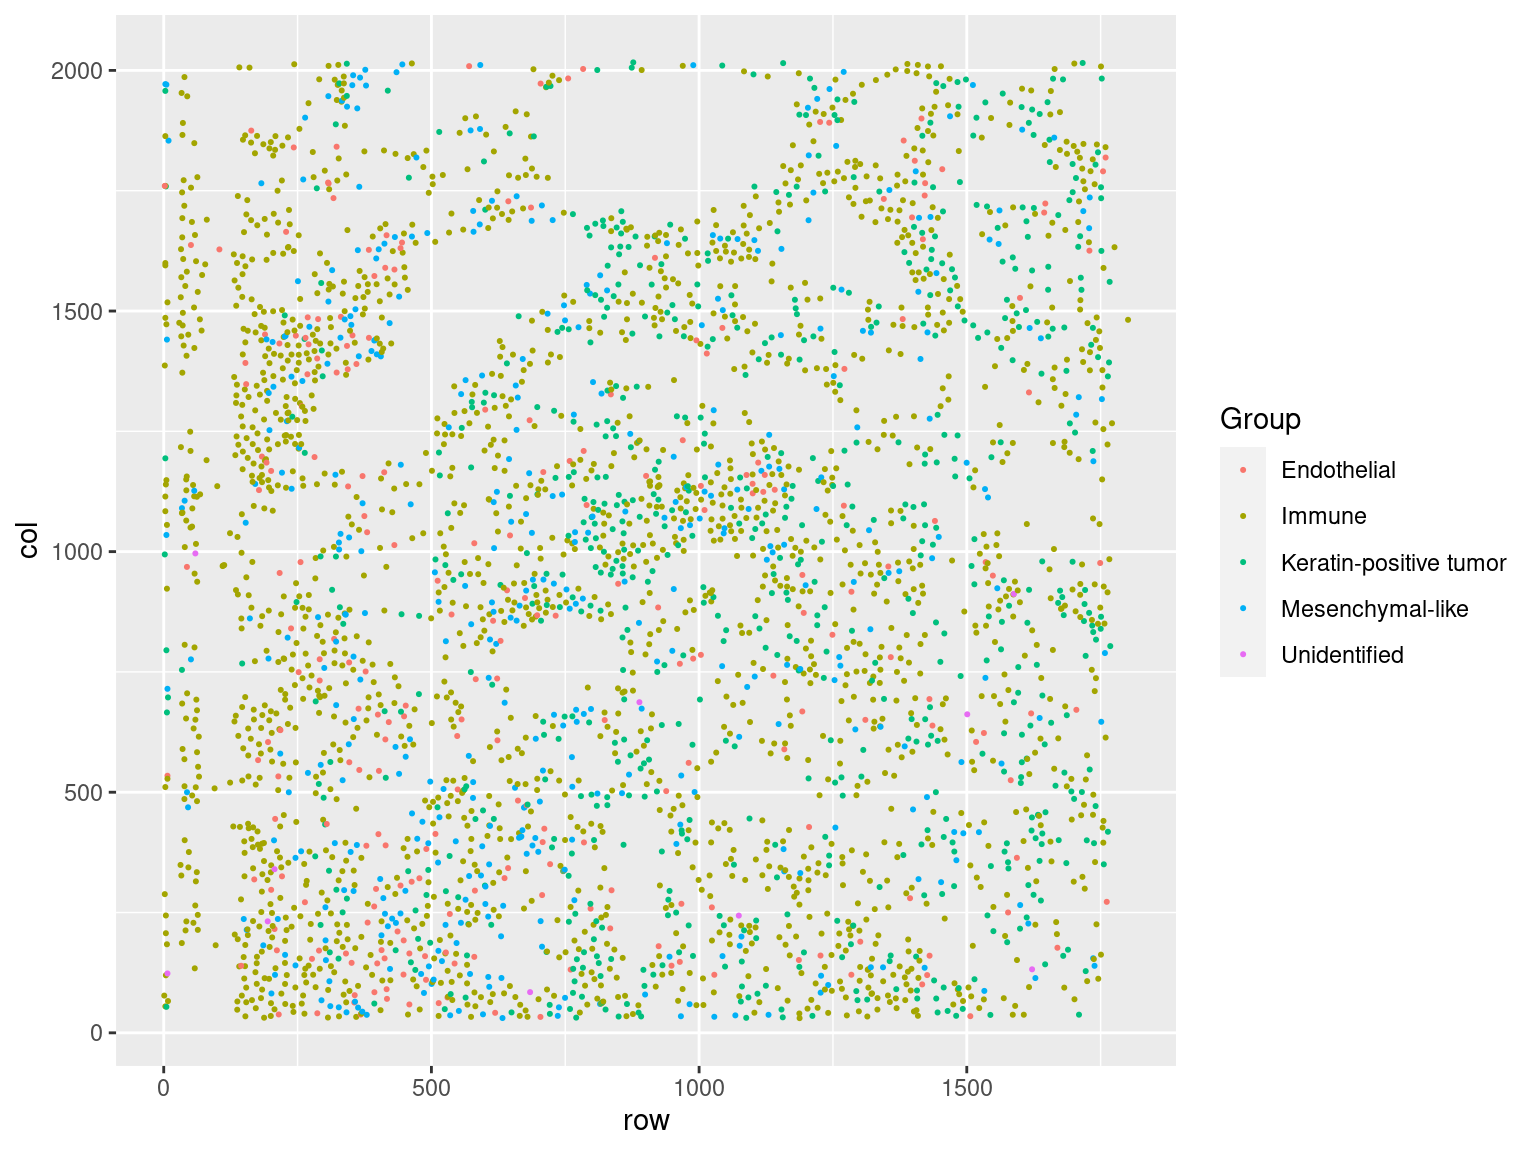 2000
1500
1000
500
0
col
0
500
1000
1500
row
Group
Endothelial
Immune
Keratin-positive tumor
Mesenchymal-like
Unidentified